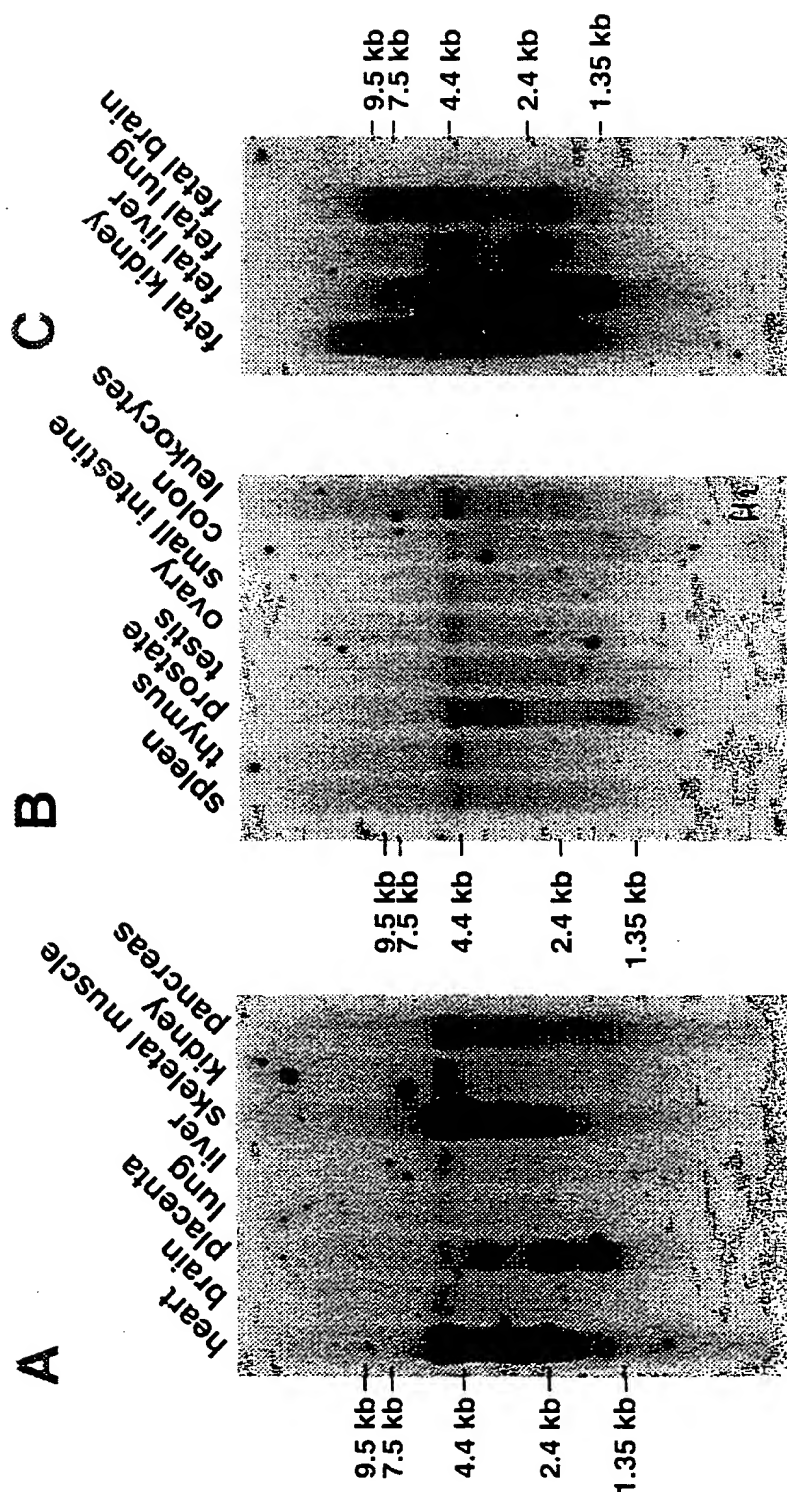 A
heart
brain
placenta
lung
liver
skeletal muscle
kidney
pancreas
9.5 kb
7.5 kb
4.4 kb
2.4 kb
1.35 kb
B
spleen
thymus
prostate
testis
ovary
small intestine
colon
leukocytes
9.5 kb
7.5 kb
4.4 kb
2.4 kb
1.35 kb
C
fetal kidney
fetal liver
fetal lung
fetal brain
9.5 kb
7.5 kb
4.4 kb
2.4 kb
1.35 kb